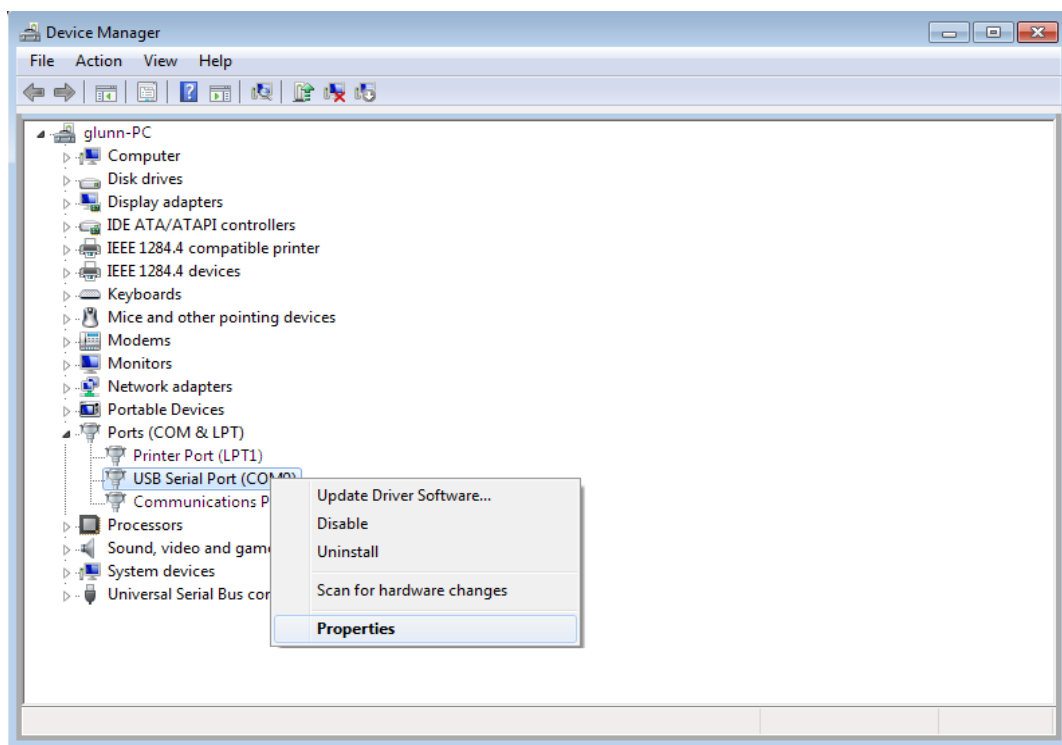 Device Manager
File Action View Help
glunn-PC
Computer
Disk drives
Display adapters
IDE ATA/ATAPI controllers
IEEE 1284.4 compatible printer
IEEE 1284.4 devices
Keyboards
Mice and other pointing devices
Modems
Monitors
Network adapters
Portable Devices
Ports (COM & LPT)
Printer Port (LPT1)
USB Serial Port
Communications P
Processors
Sound, video and gam
System devices
Universal Serial Bus cor
Update Driver Software...
Disable
Uninstall
Scan for hardware changes
Properties